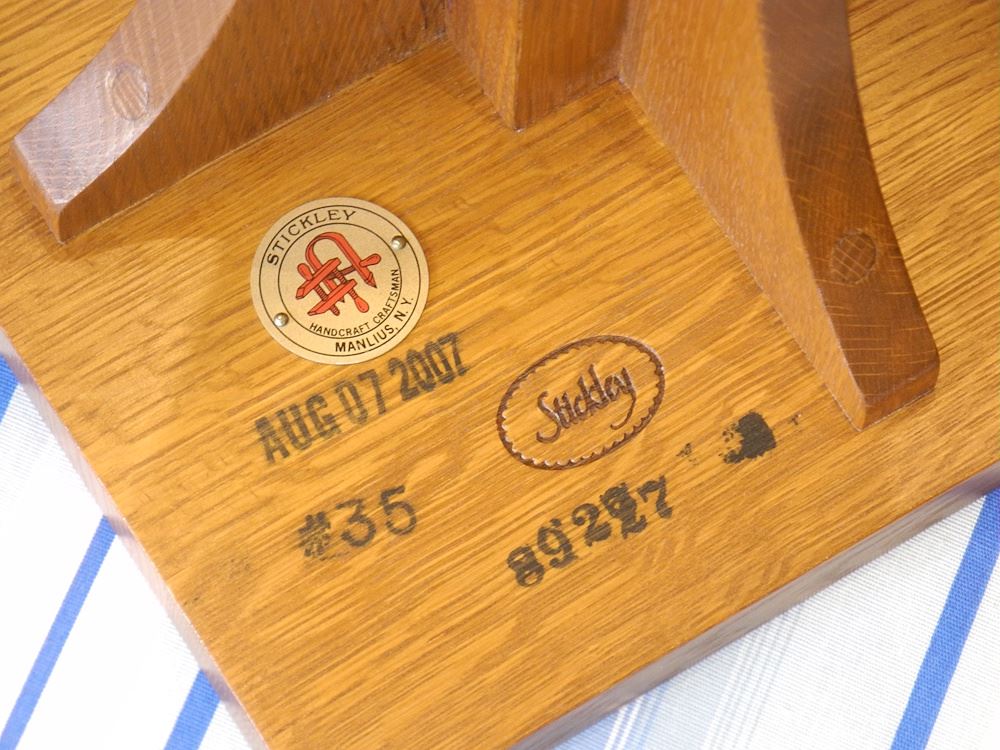 STICKLEY
HANDCRAFT CRAFTSMAN
MANLIUS, N.Y.
AUG 07 2007
Stickley
#35